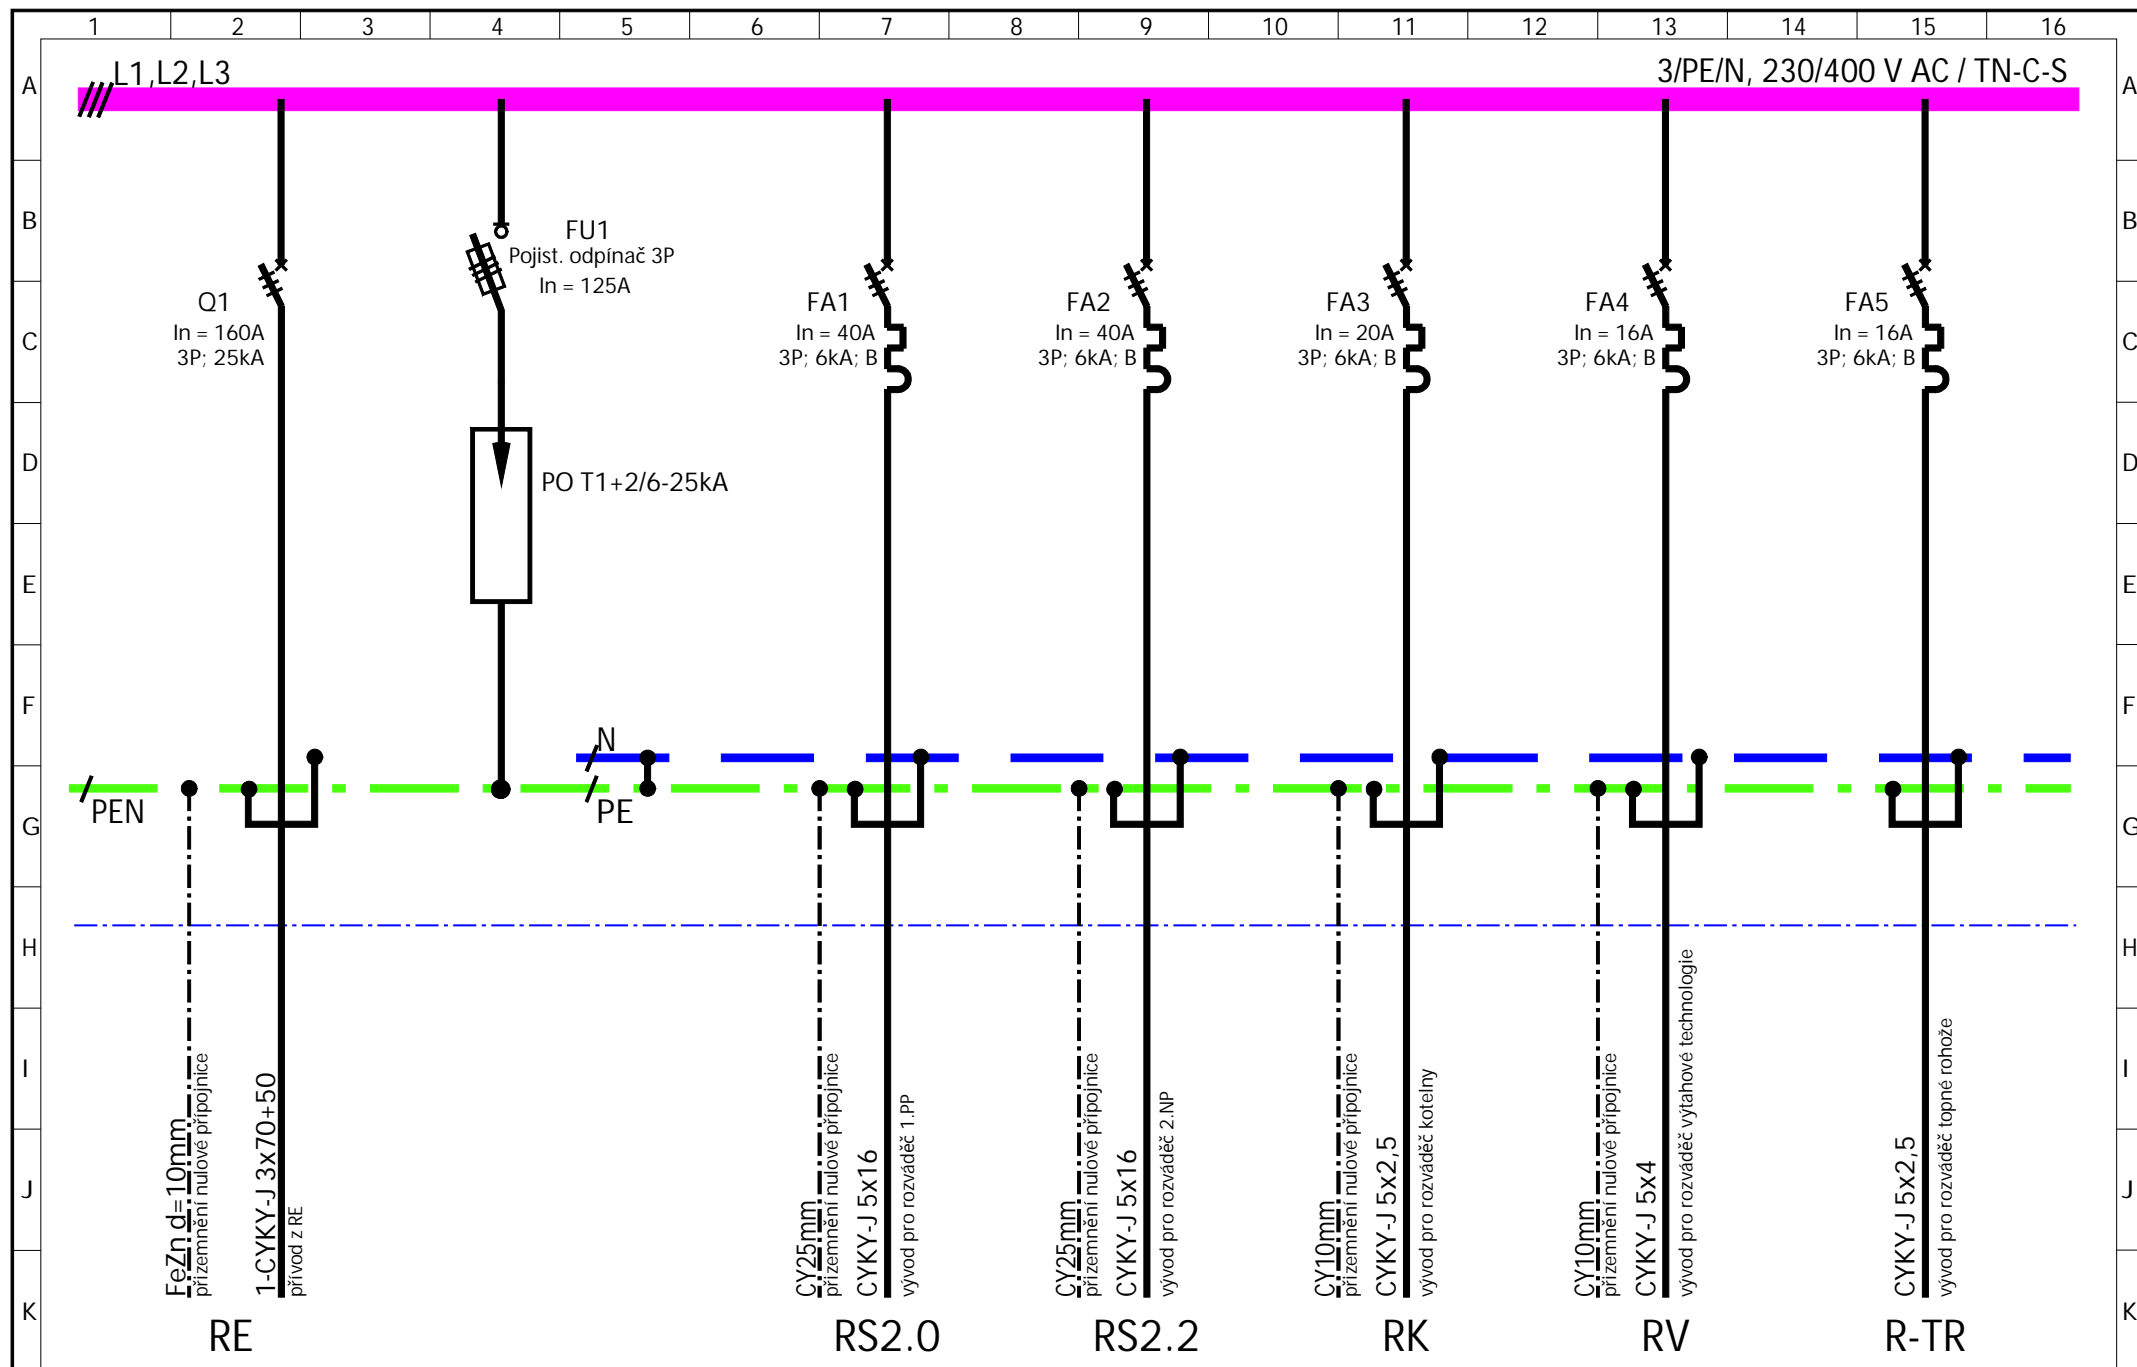 1 2 3 4 5 6 7 8 9 10 11 12 13 14 15 16
A A
L1,L2,L3
3/PE/N, 230/400 V AC / TN-C-S
B B
FU1
Pojist. odpínač 3P
In = 125A
Q1
In = 160A
3P; 25kA
FA1
In = 40A
3P; 6kA; B
FA2
In = 40A
3P; 6kA; B
FA3
In = 20A
3P; 6kA; B
FA4
In = 16A
3P; 6kA; B
FA5
In = 16A
3P; 6kA; B
C C
D D
PO T1+2/6-25kA
E E
F F
N
PEN
PE
G G
H H
I I
J J
K K
FeZn d=10mm
přizemnění nulové přípojnice
1-CYKY-J 3x70+50
přívod z RE
CY25mm
přizemnění nulové přípojnice
CYKY-J 5x16
vývod pro rozváděč 1.PP
CY25mm
přizemnění nulové přípojnice
CYKY-J 5x16
vývod pro rozváděč 2.NP
CY10mm
přizemnění nulové přípojnice
CYKY-J 5x2,5
vývod pro rozváděč kotelny
CY10mm
přizemnění nulové přípojnice
CYKY-J 5x4
vývod pro rozváděč výtahové technologie
CYKY-J 5x2,5
vývod pro rozváděč topné rohože
RE
RS2.0
RS2.2
RK
RV
R-TR